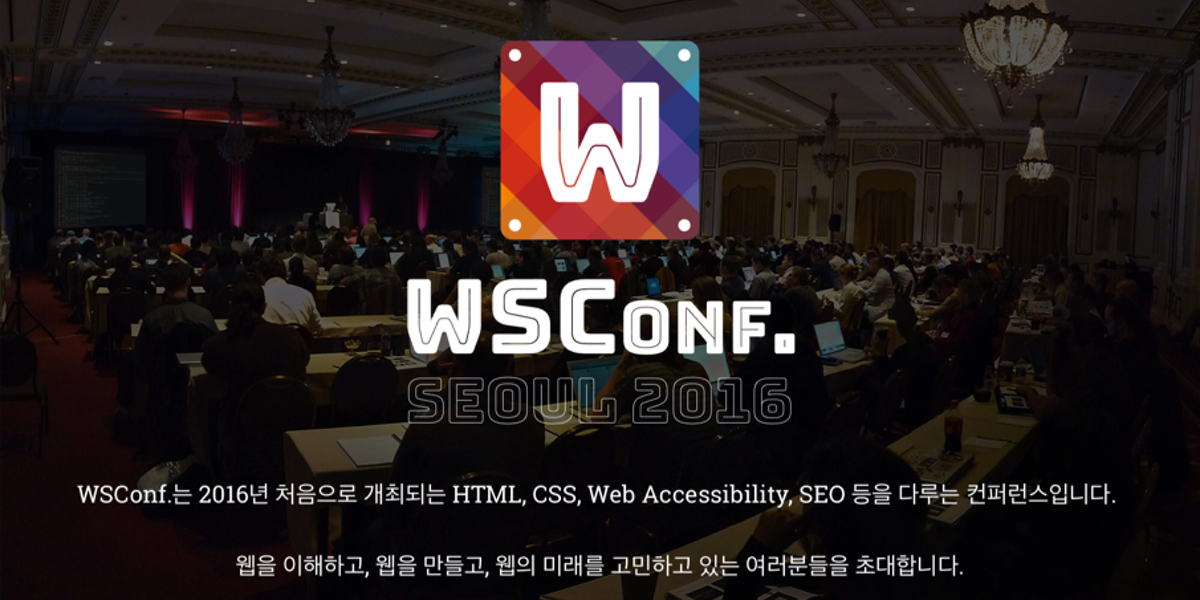 W
WSCONF.
SEOUL 2016
WSConf.는 2016년 처음으로 개최되는 HTML, CSS, Web Accessibility, SEO 등을 다루는 컨퍼런스입니다.
웹을 이해하고, 웹을 만들고, 웹의 미래를 고민하고 있는 여러분들을 초대합니다.